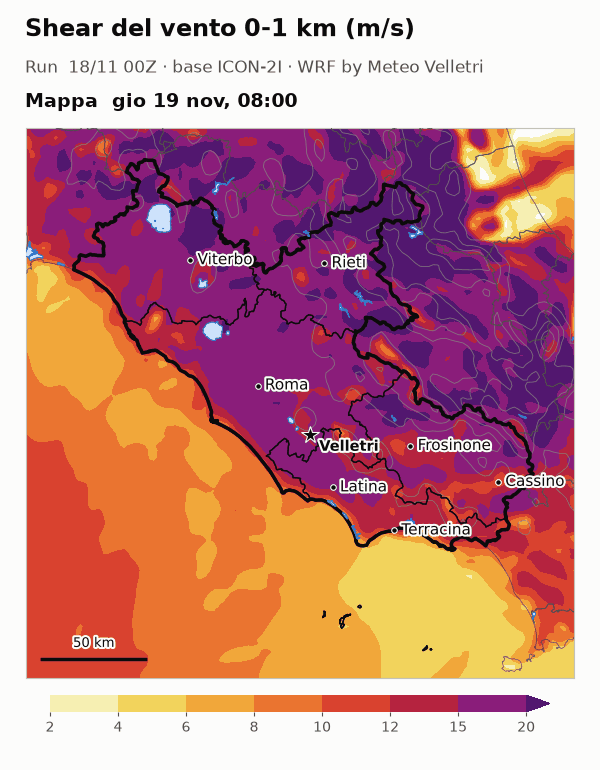 Shear del vento 0-1 km (m/s)
Run  18/11 00Z · base ICON-2I · WRF by Meteo Velletri
Mappa  gio 19 nov, 08:00
Viterbo
Rieti
Roma
Velletri
Frosinone
Cassino
Latina
Terracina
50 km
2 4 6 8 10 12 15 20